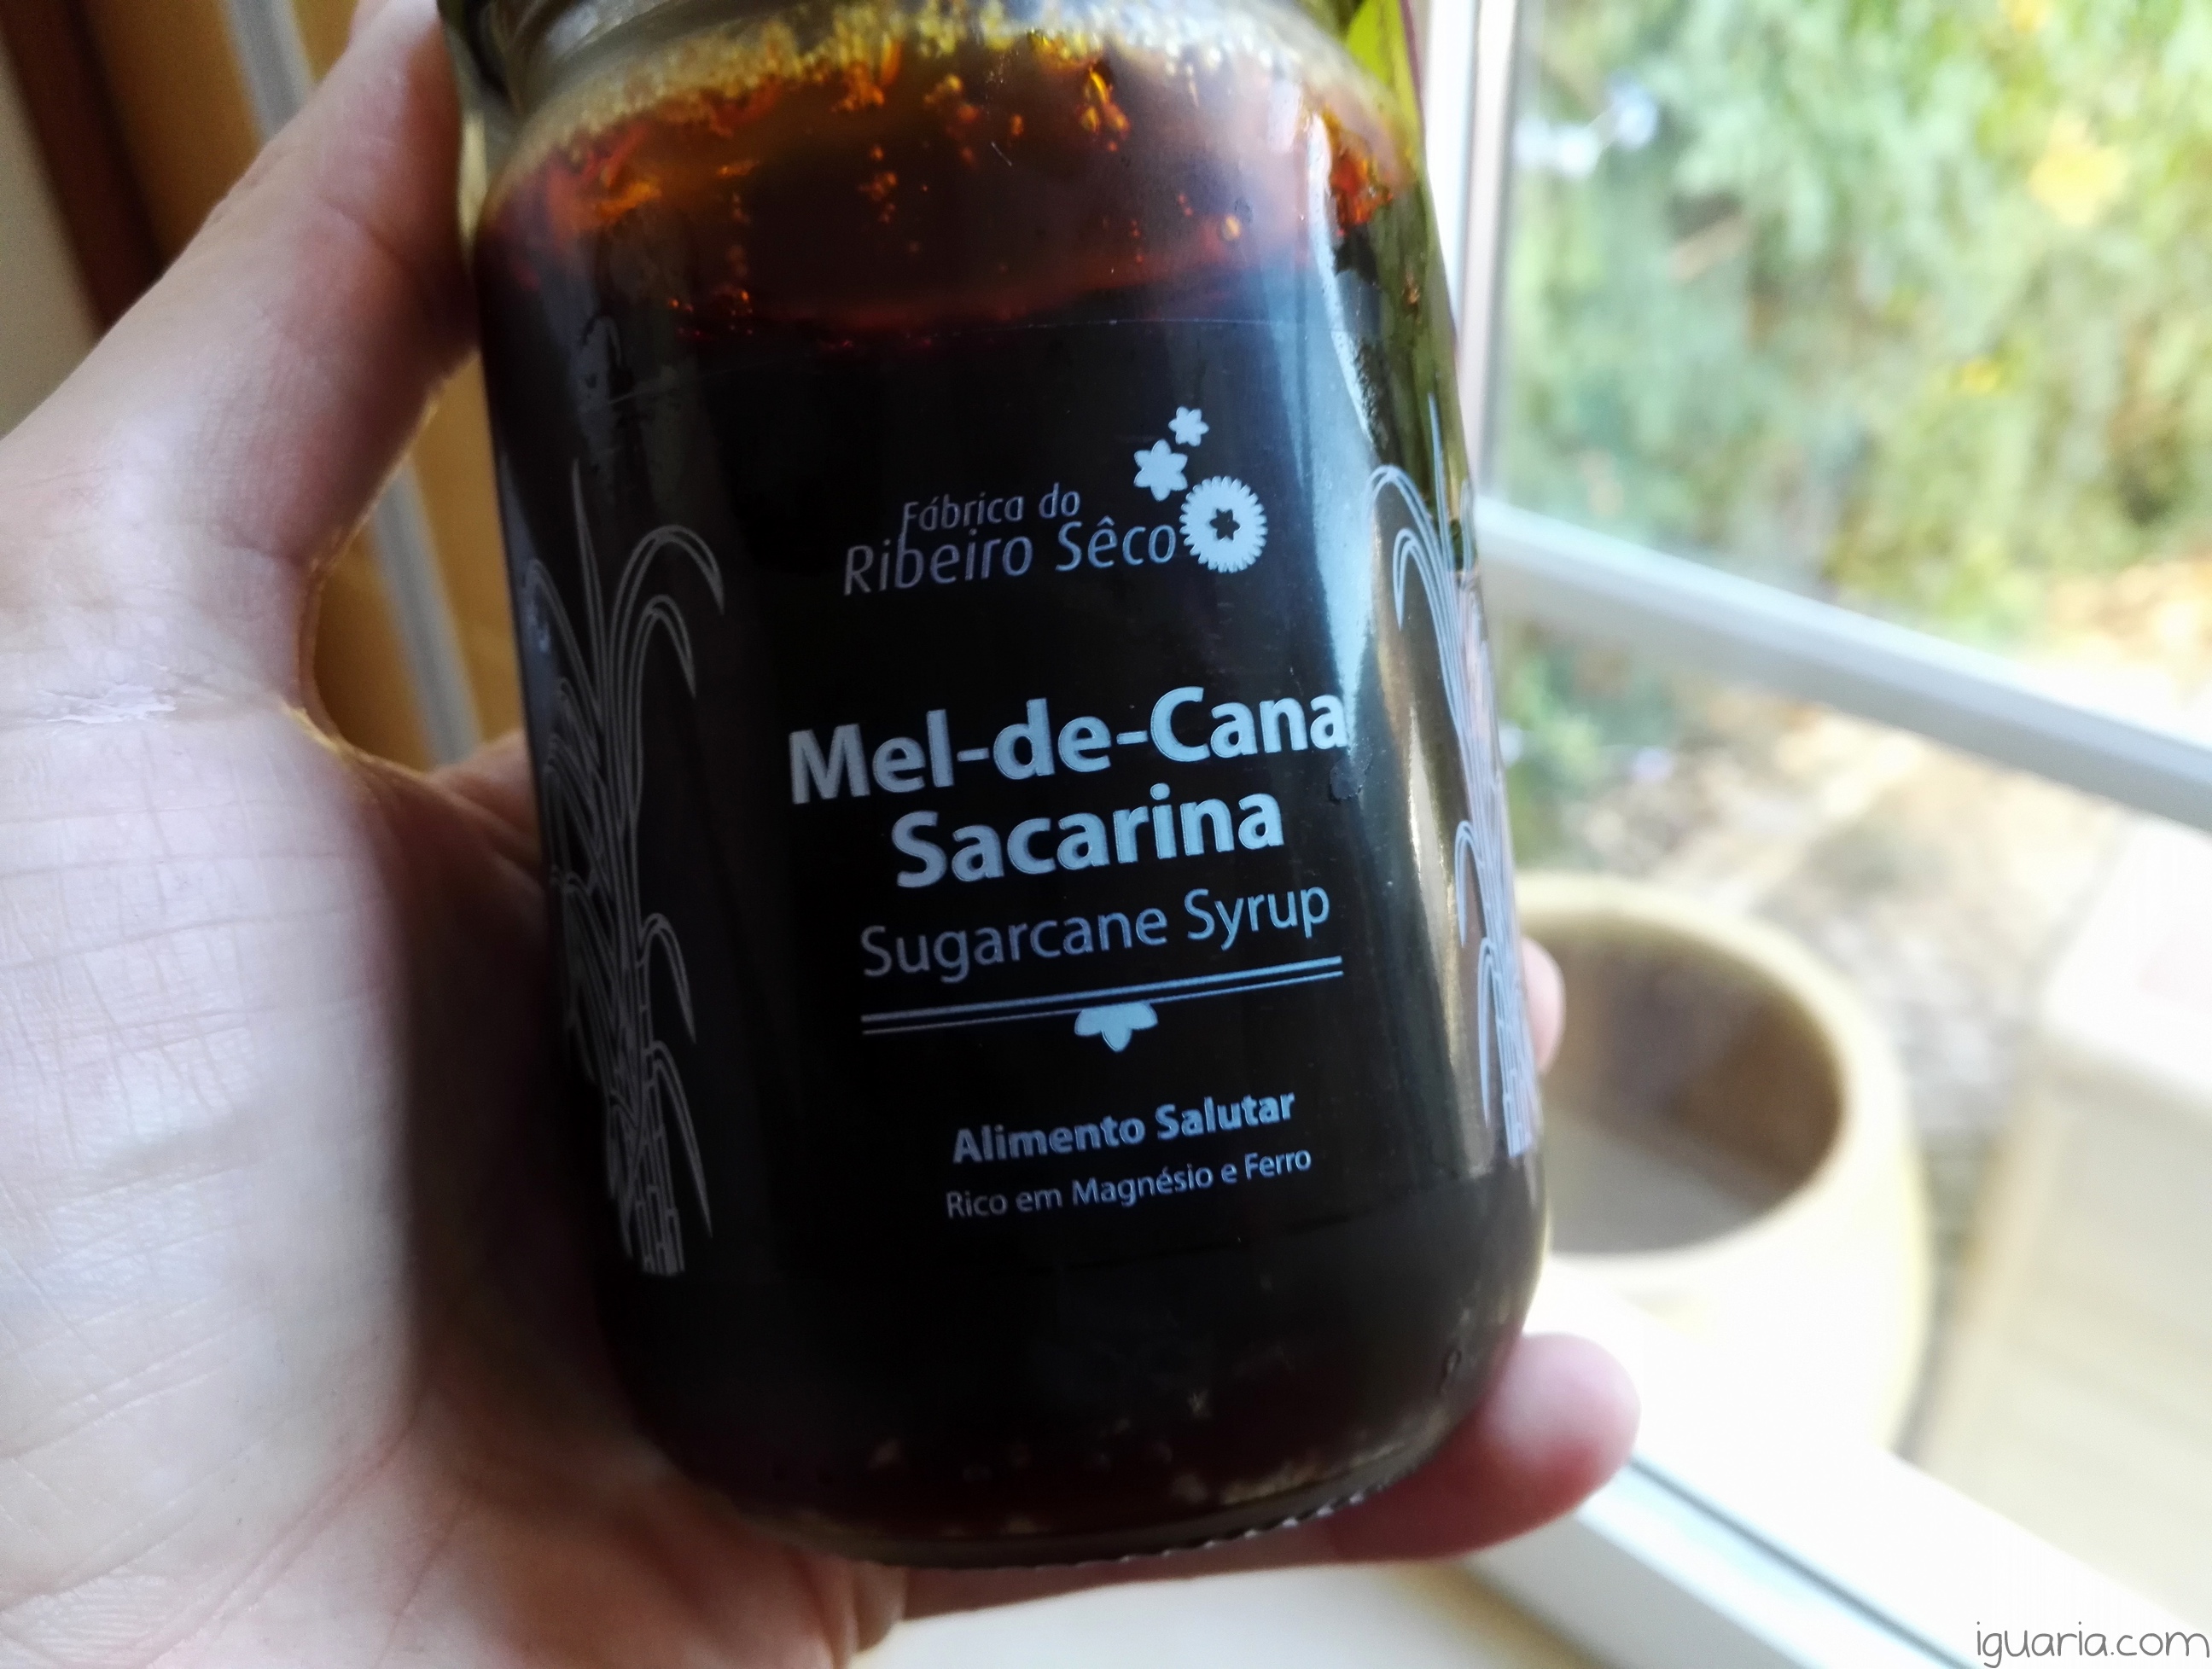 Fábrica do
Ribeiro Sêco
Mel-de-Cana
Sacarina
Sugarcane Syrup
Alimento Salutar
Rico em Magnésio e Ferro
iguaria.com